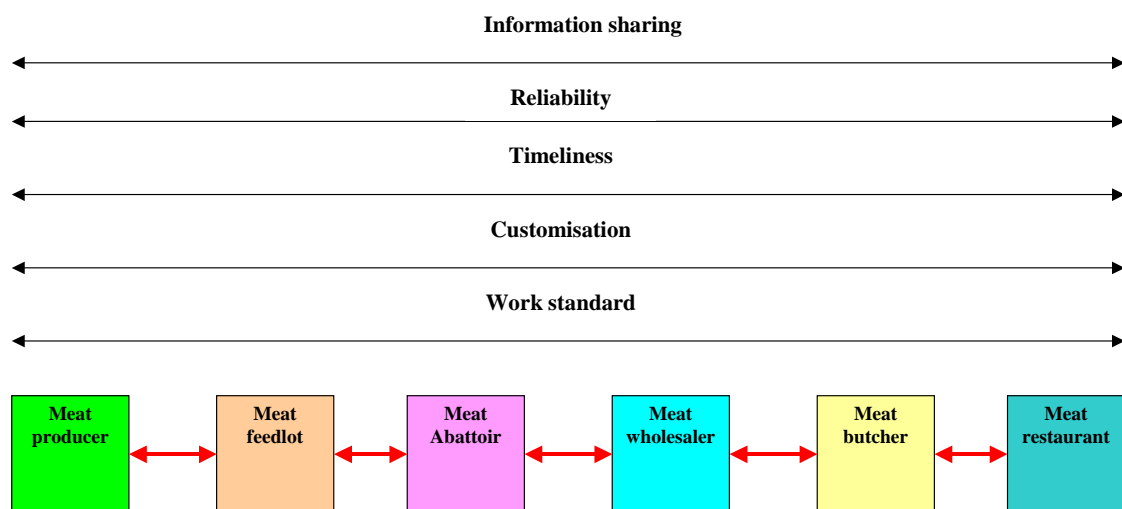 Information sharing
Reliability
Timeliness
Customisation
Work standard
Meat
producer
Meat
feedlot
Meat
Abattoir
Meat
wholesaler
Meat
butcher
Meat
restaurant